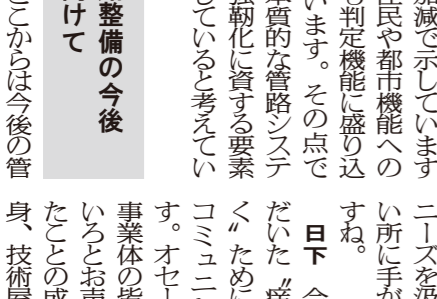 加減で示しています
住民や都市機能への
も判定機能に盛り込
います。その点で
本質的な管路システ
強靭化に資する要素
していると考えてい
整備の今後
けて
こからは今後の管
ニーズを汲
い所に手が
すね。
日下 今
だいた〝痒
く〟ために
コミュニ
す。オセ
事業体の皆
いろとお声
たことの
身、技術屋